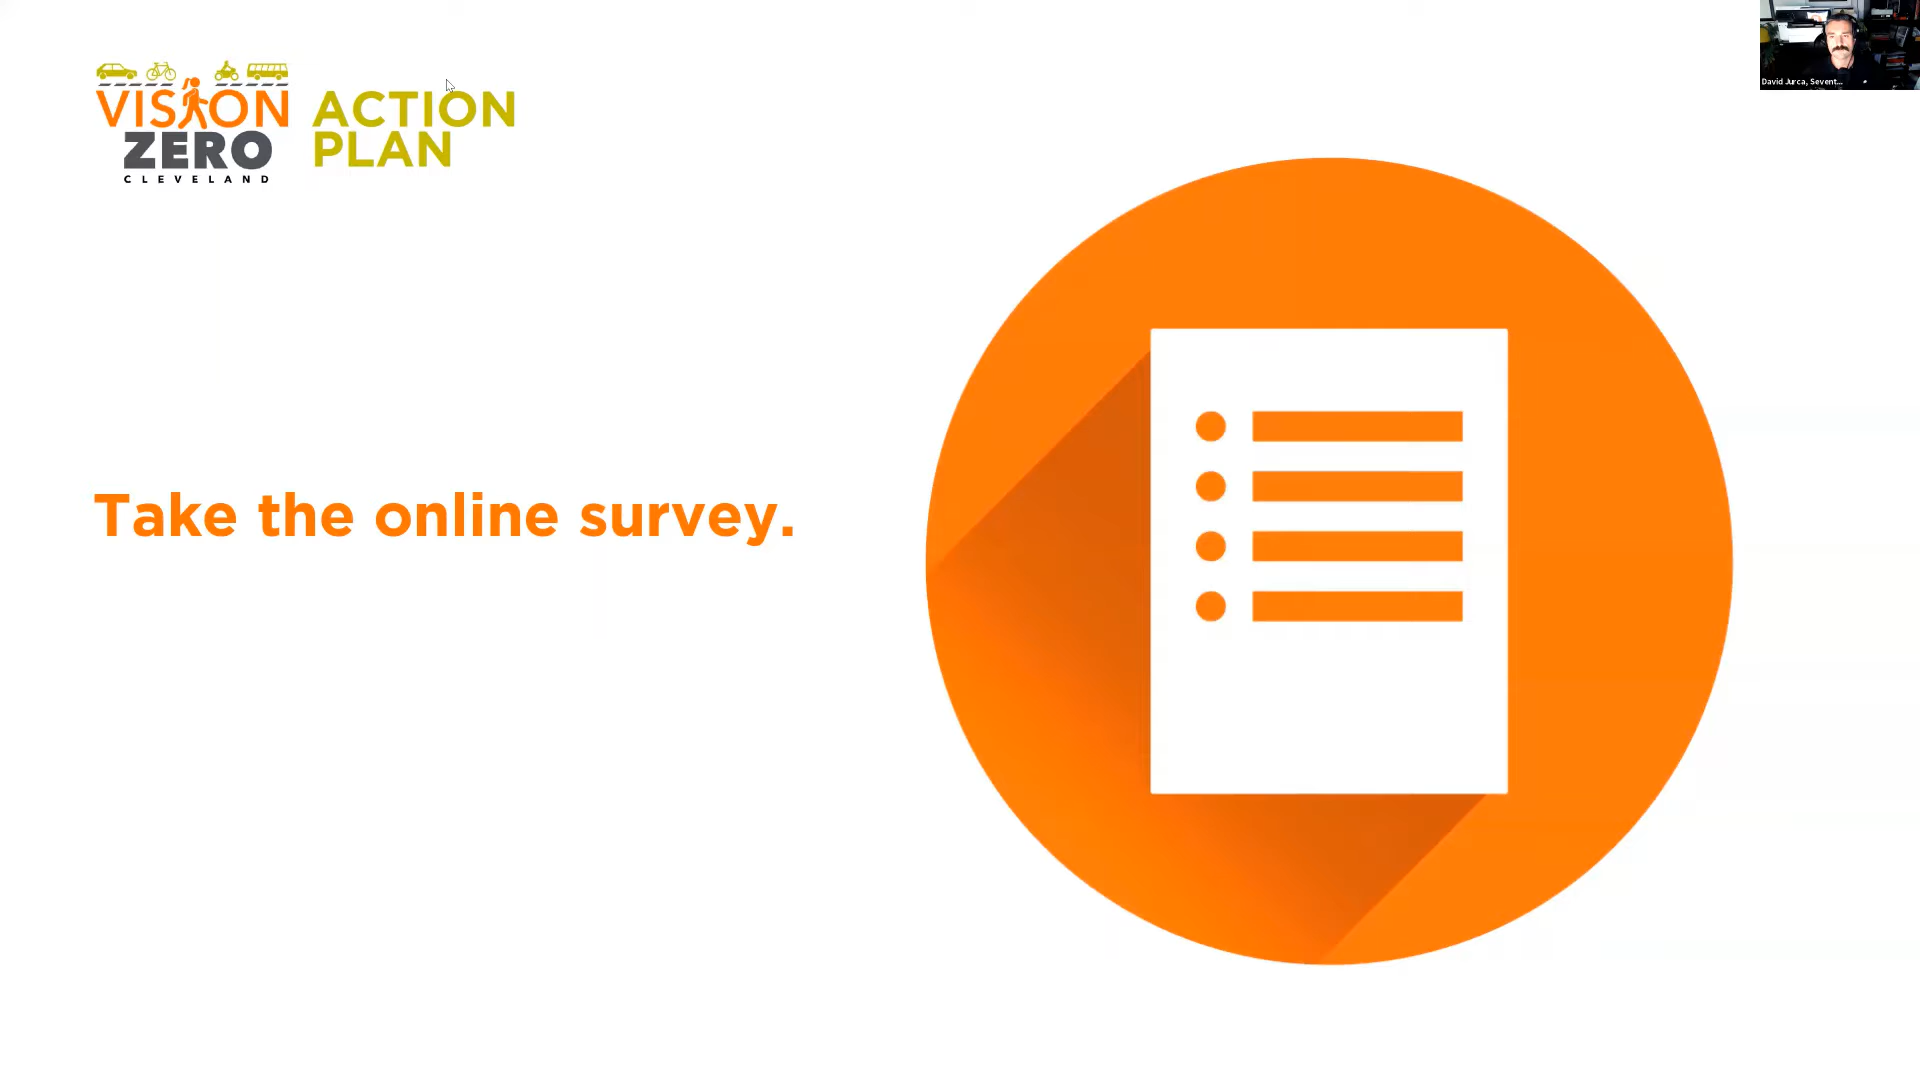 VISION
ZERO
CLEVELAND
ACTION
PLAN
David Jurca, Sevent...
Take the online survey.